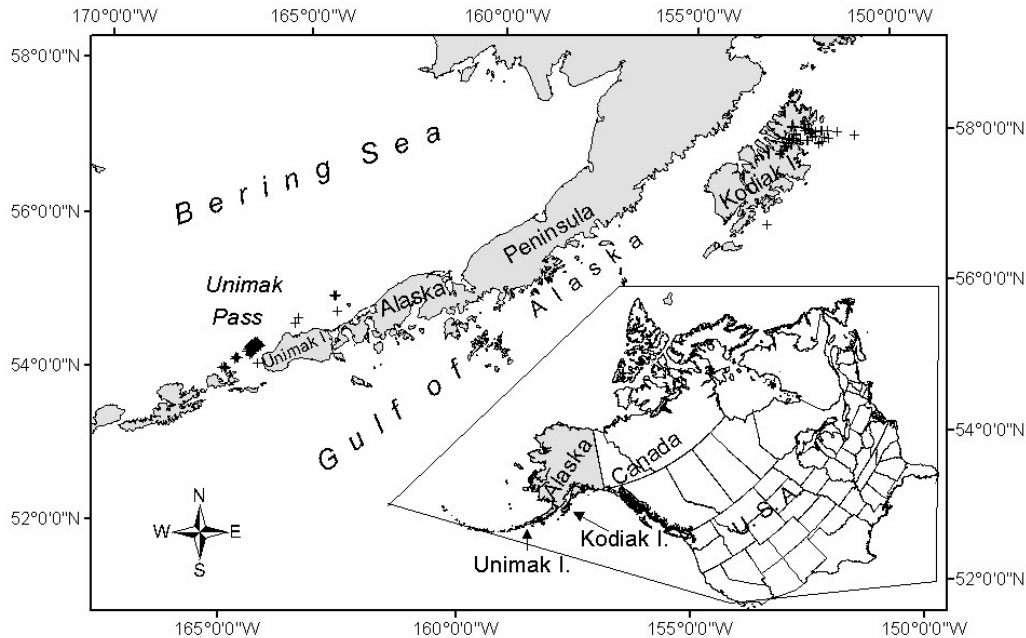 170°0'0"W 165°0'0"W 160°0'0"W 155°0'0"W 150°0'0"W
58°0'0"N
58°0'0"N
Bering Sea
Kodiak I.
56°0'0"N
Peninsula
Alaska
56°0'0"N
Unimak
Pass
Unimak I.
54°0'0"N
Gulf of Alaska
54°0'0"N
Alaska
Canada
U.S.A.
52°0'0"N
N
W E
S
Kodiak I.
Unimak I.
52°0'0"N
165°0'0"W 160°0'0"W 155°0'0"W 150°0'0"W